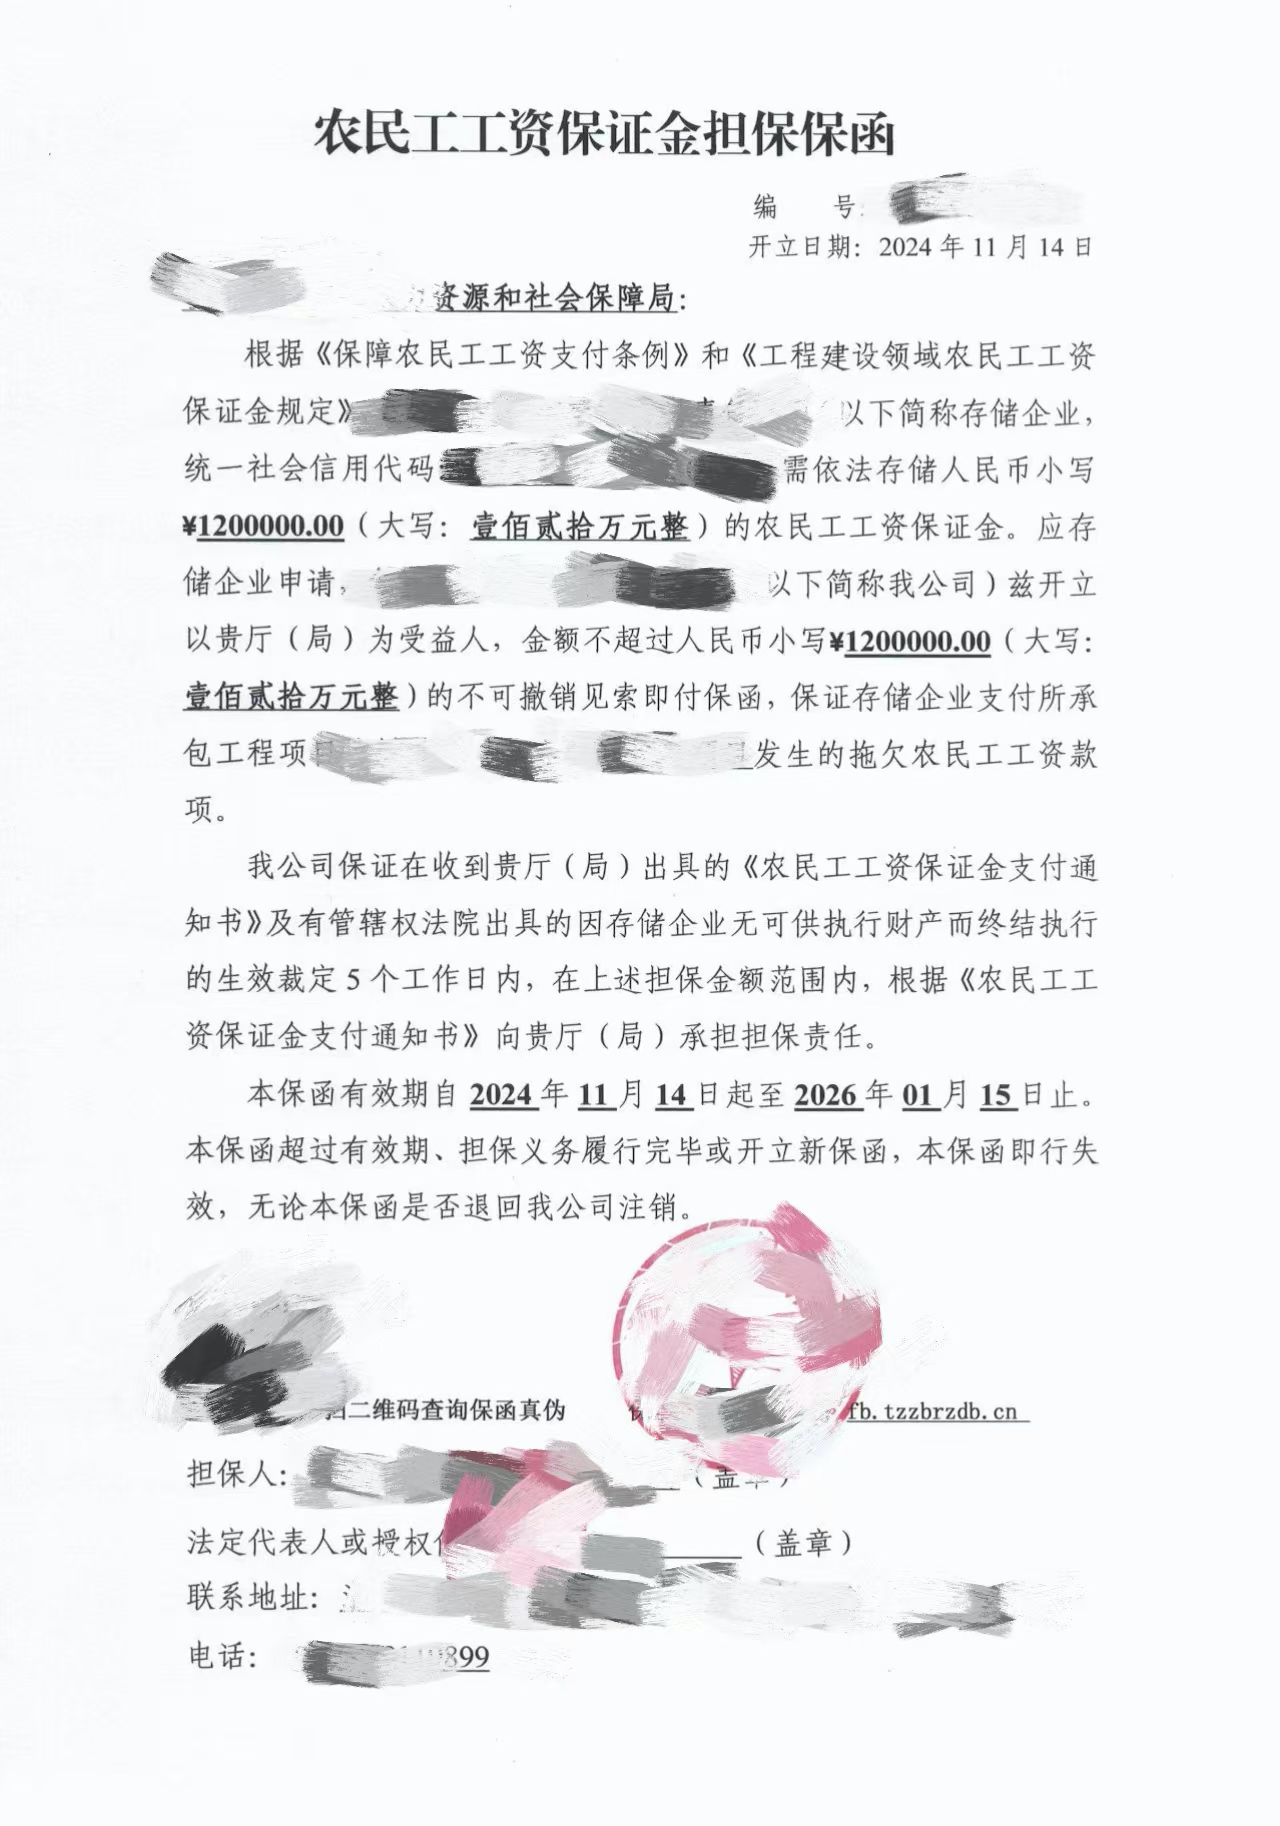 农民工工资保证金担保保函
编 号
开立日期：2024 年 11 月 14 日
资源和社会保障局：
根据《保障农民工工资支付条例》和《工程建设领域农民工工资
保证金规定》 以下简称存储企业，
统一社会信用代码 需依法存储人民币小写
¥1200000.00（大写：壹佰贰拾万元整）的农民工工资保证金。应存
储企业申请， 以下简称我公司）兹开立
以贵厅（局）为受益人，金额不超过人民币小写¥1200000.00（大写：
壹佰贰拾万元整）的不可撤销见索即付保函，保证存储企业支付所承
包工程项 发生的拖欠农民工工资款
项。
我公司保证在收到贵厅（局）出具的《农民工工资保证金支付通
知书》及有管辖权法院出具的因存储企业无可供执行财产而终结执行
的生效裁定 5 个工作日内，在上述担保金额范围内，根据《农民工工
资保证金支付通知书》向贵厅（局）承担担保责任。
本保函有效期自 2024 年 11 月 14 日起至 2026 年 01 月 15 日止。
本保函超过有效期、担保义务履行完毕或开立新保函，本保函即行失
效，无论本保函是否退回我公司注销。
二维码查询保函真伪 fb.tzzbrzdb.cn
担保人： （盖章）
法定代表人或授权 （盖章）
联系地址：
电话： 899